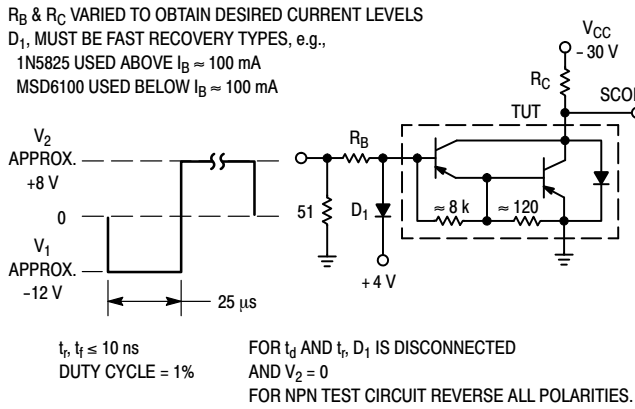 R_B & R_C VARIED TO OBTAIN DESIRED CURRENT LEVELS
D_1, MUST BE FAST RECOVERY TYPES, e.g.,
1N5825 USED ABOVE I_B ≈ 100 mA
MSD6100 USED BELOW I_B ≈ 100 mA
V_CC
– 30 V
R_C
TUT
V_2
APPROX.
+8 V
0
V_1
APPROX.
–12 V
R_B
51
D_1
≈ 8 k
≈ 120
+ 4 V
25 μs
t_r, t_f ≤ 10 ns
DUTY CYCLE = 1%
FOR t_d AND t_r, D_1 IS DISCONNECTED
AND V_2 = 0
FOR NPN TEST CIRCUIT REVERSE ALL POLARITIES.